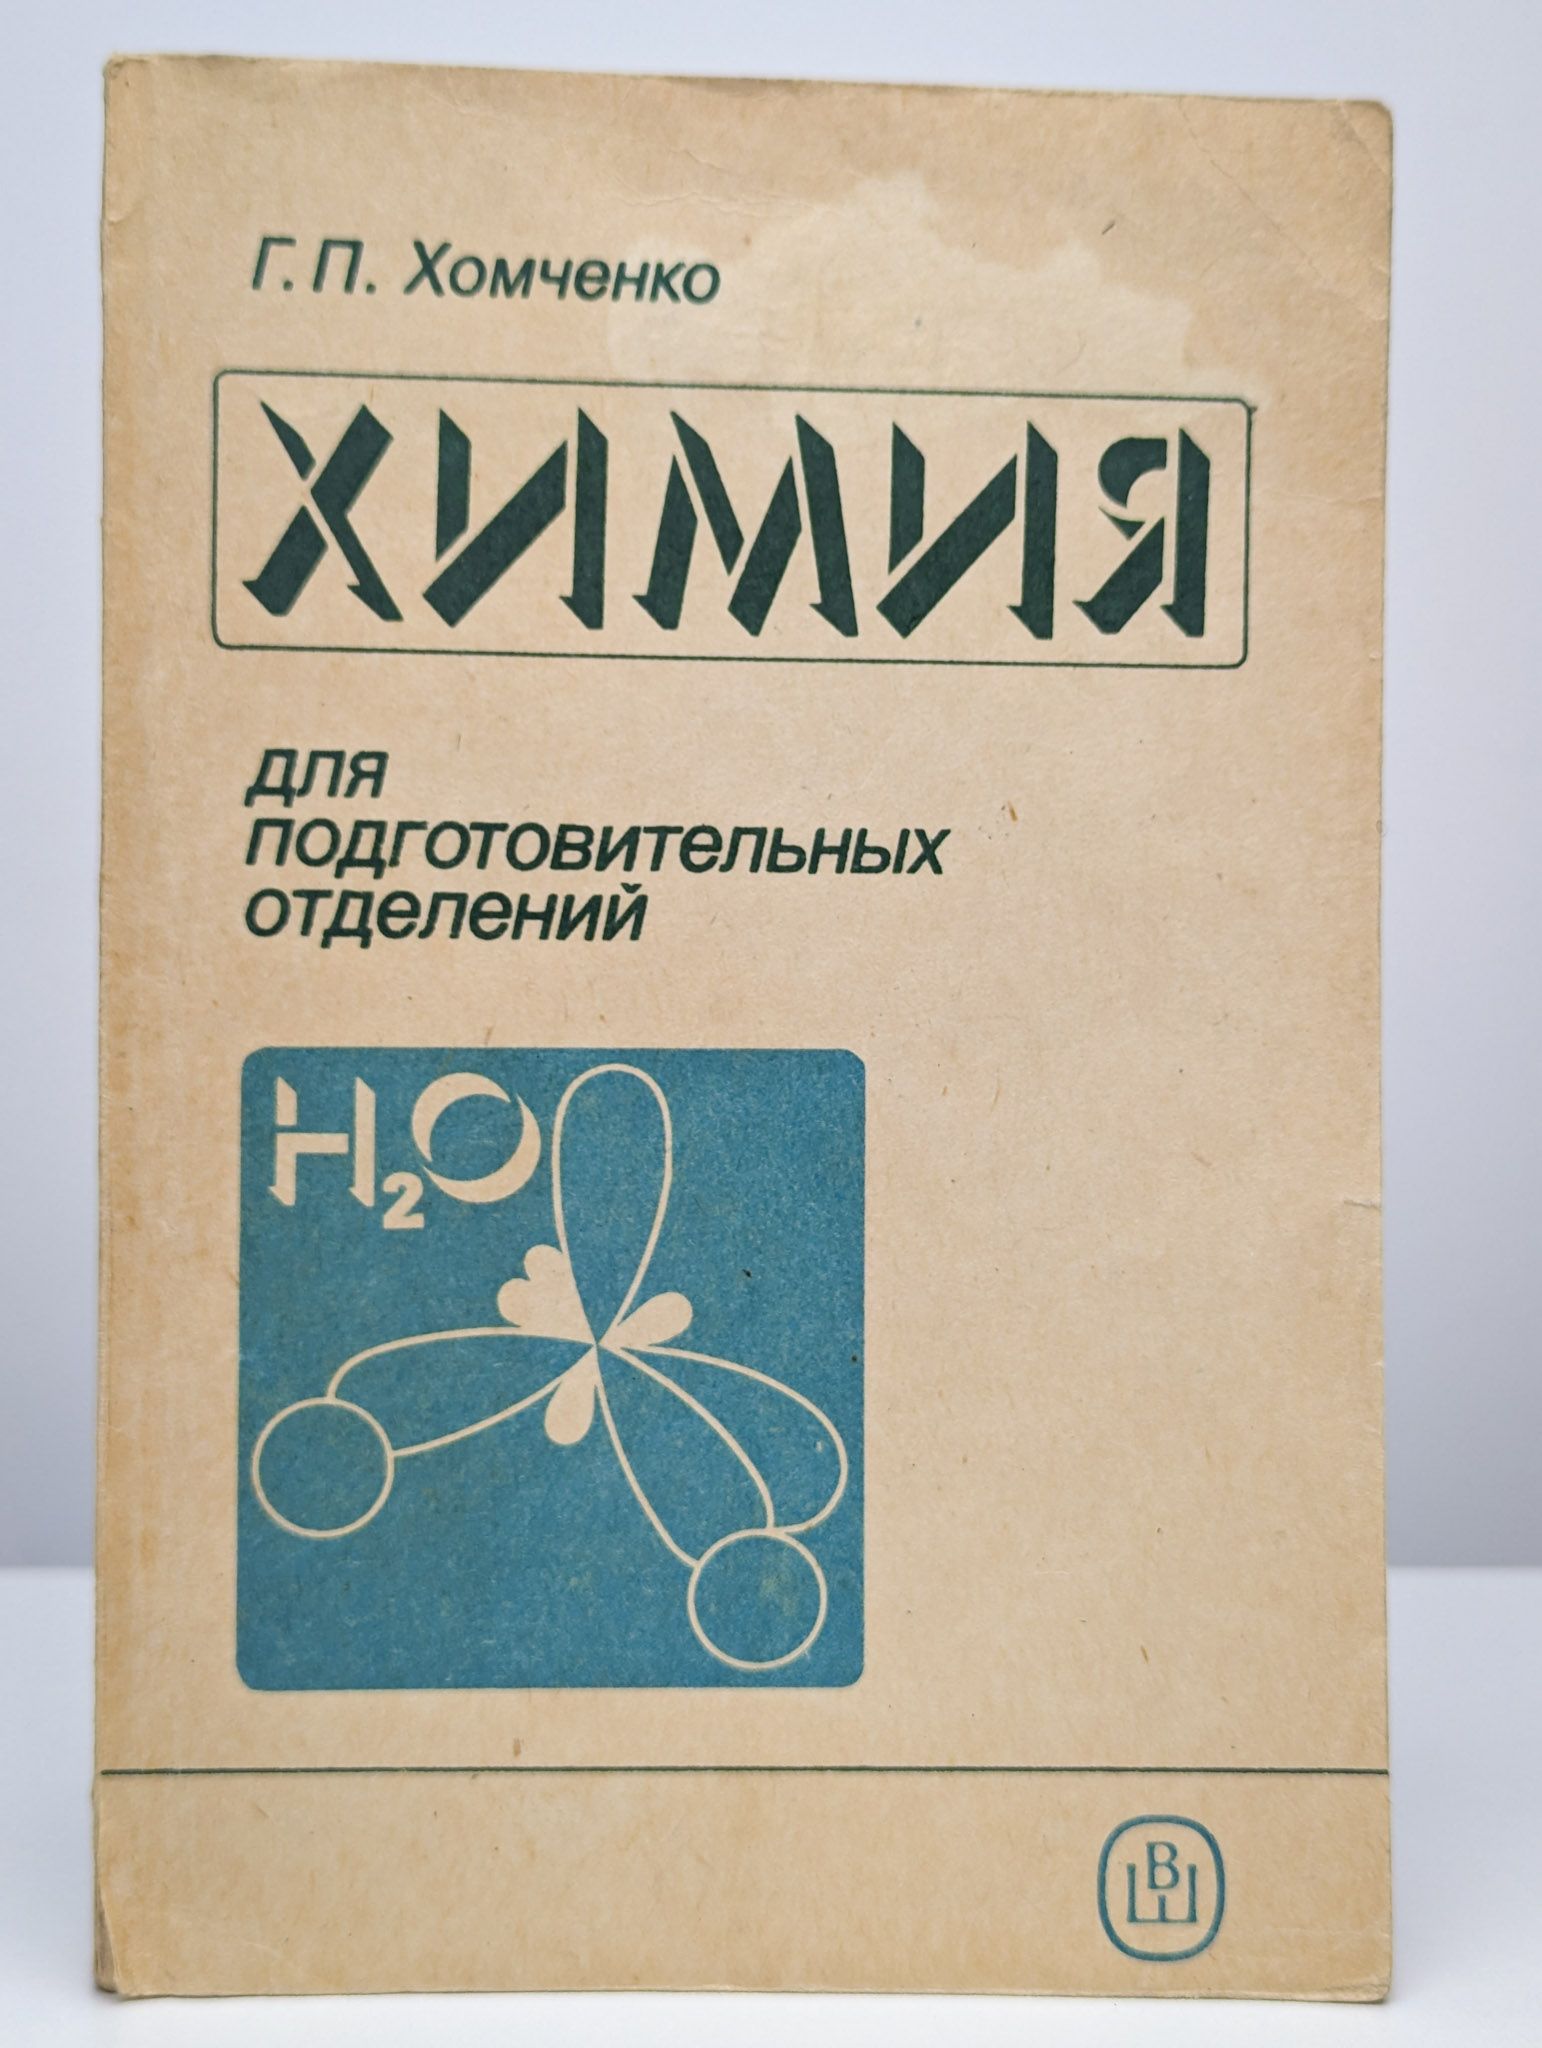 Г. П. Хомченко
ХИМИЯ
для
подготовительных
отделений
H₂O
ВШ